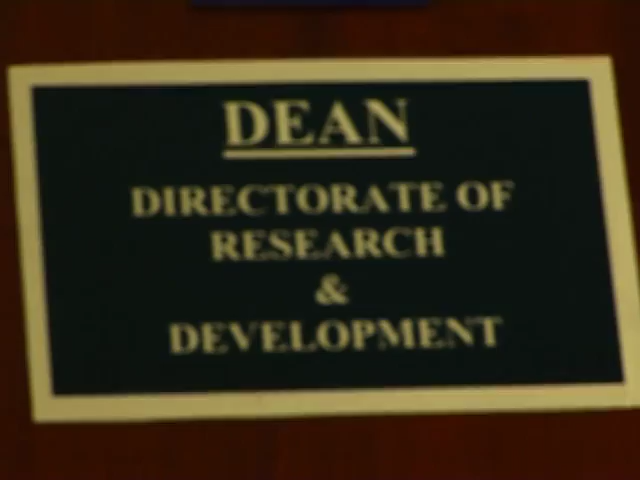 DEAN
DIRECTORATE OF
RESEARCH
&
DEVELOPMENT